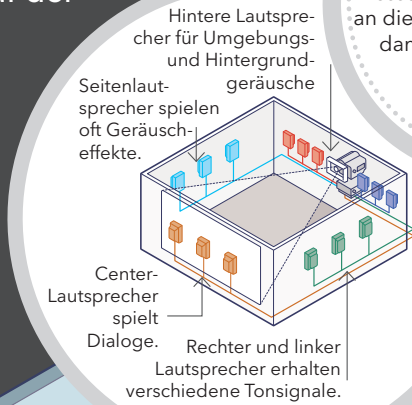 Hintere Lautspre-
cher für Umgebungs-
und Hintergrund-
geräusche
an die
Seitenlaut-
sprecher spielen
oft Geräusch-
effekte.
Center-
Lautsprecher
spielt
Dialoge.
Rechter und linker
Lautsprecher erhalten
verschiedene Tonsignale.